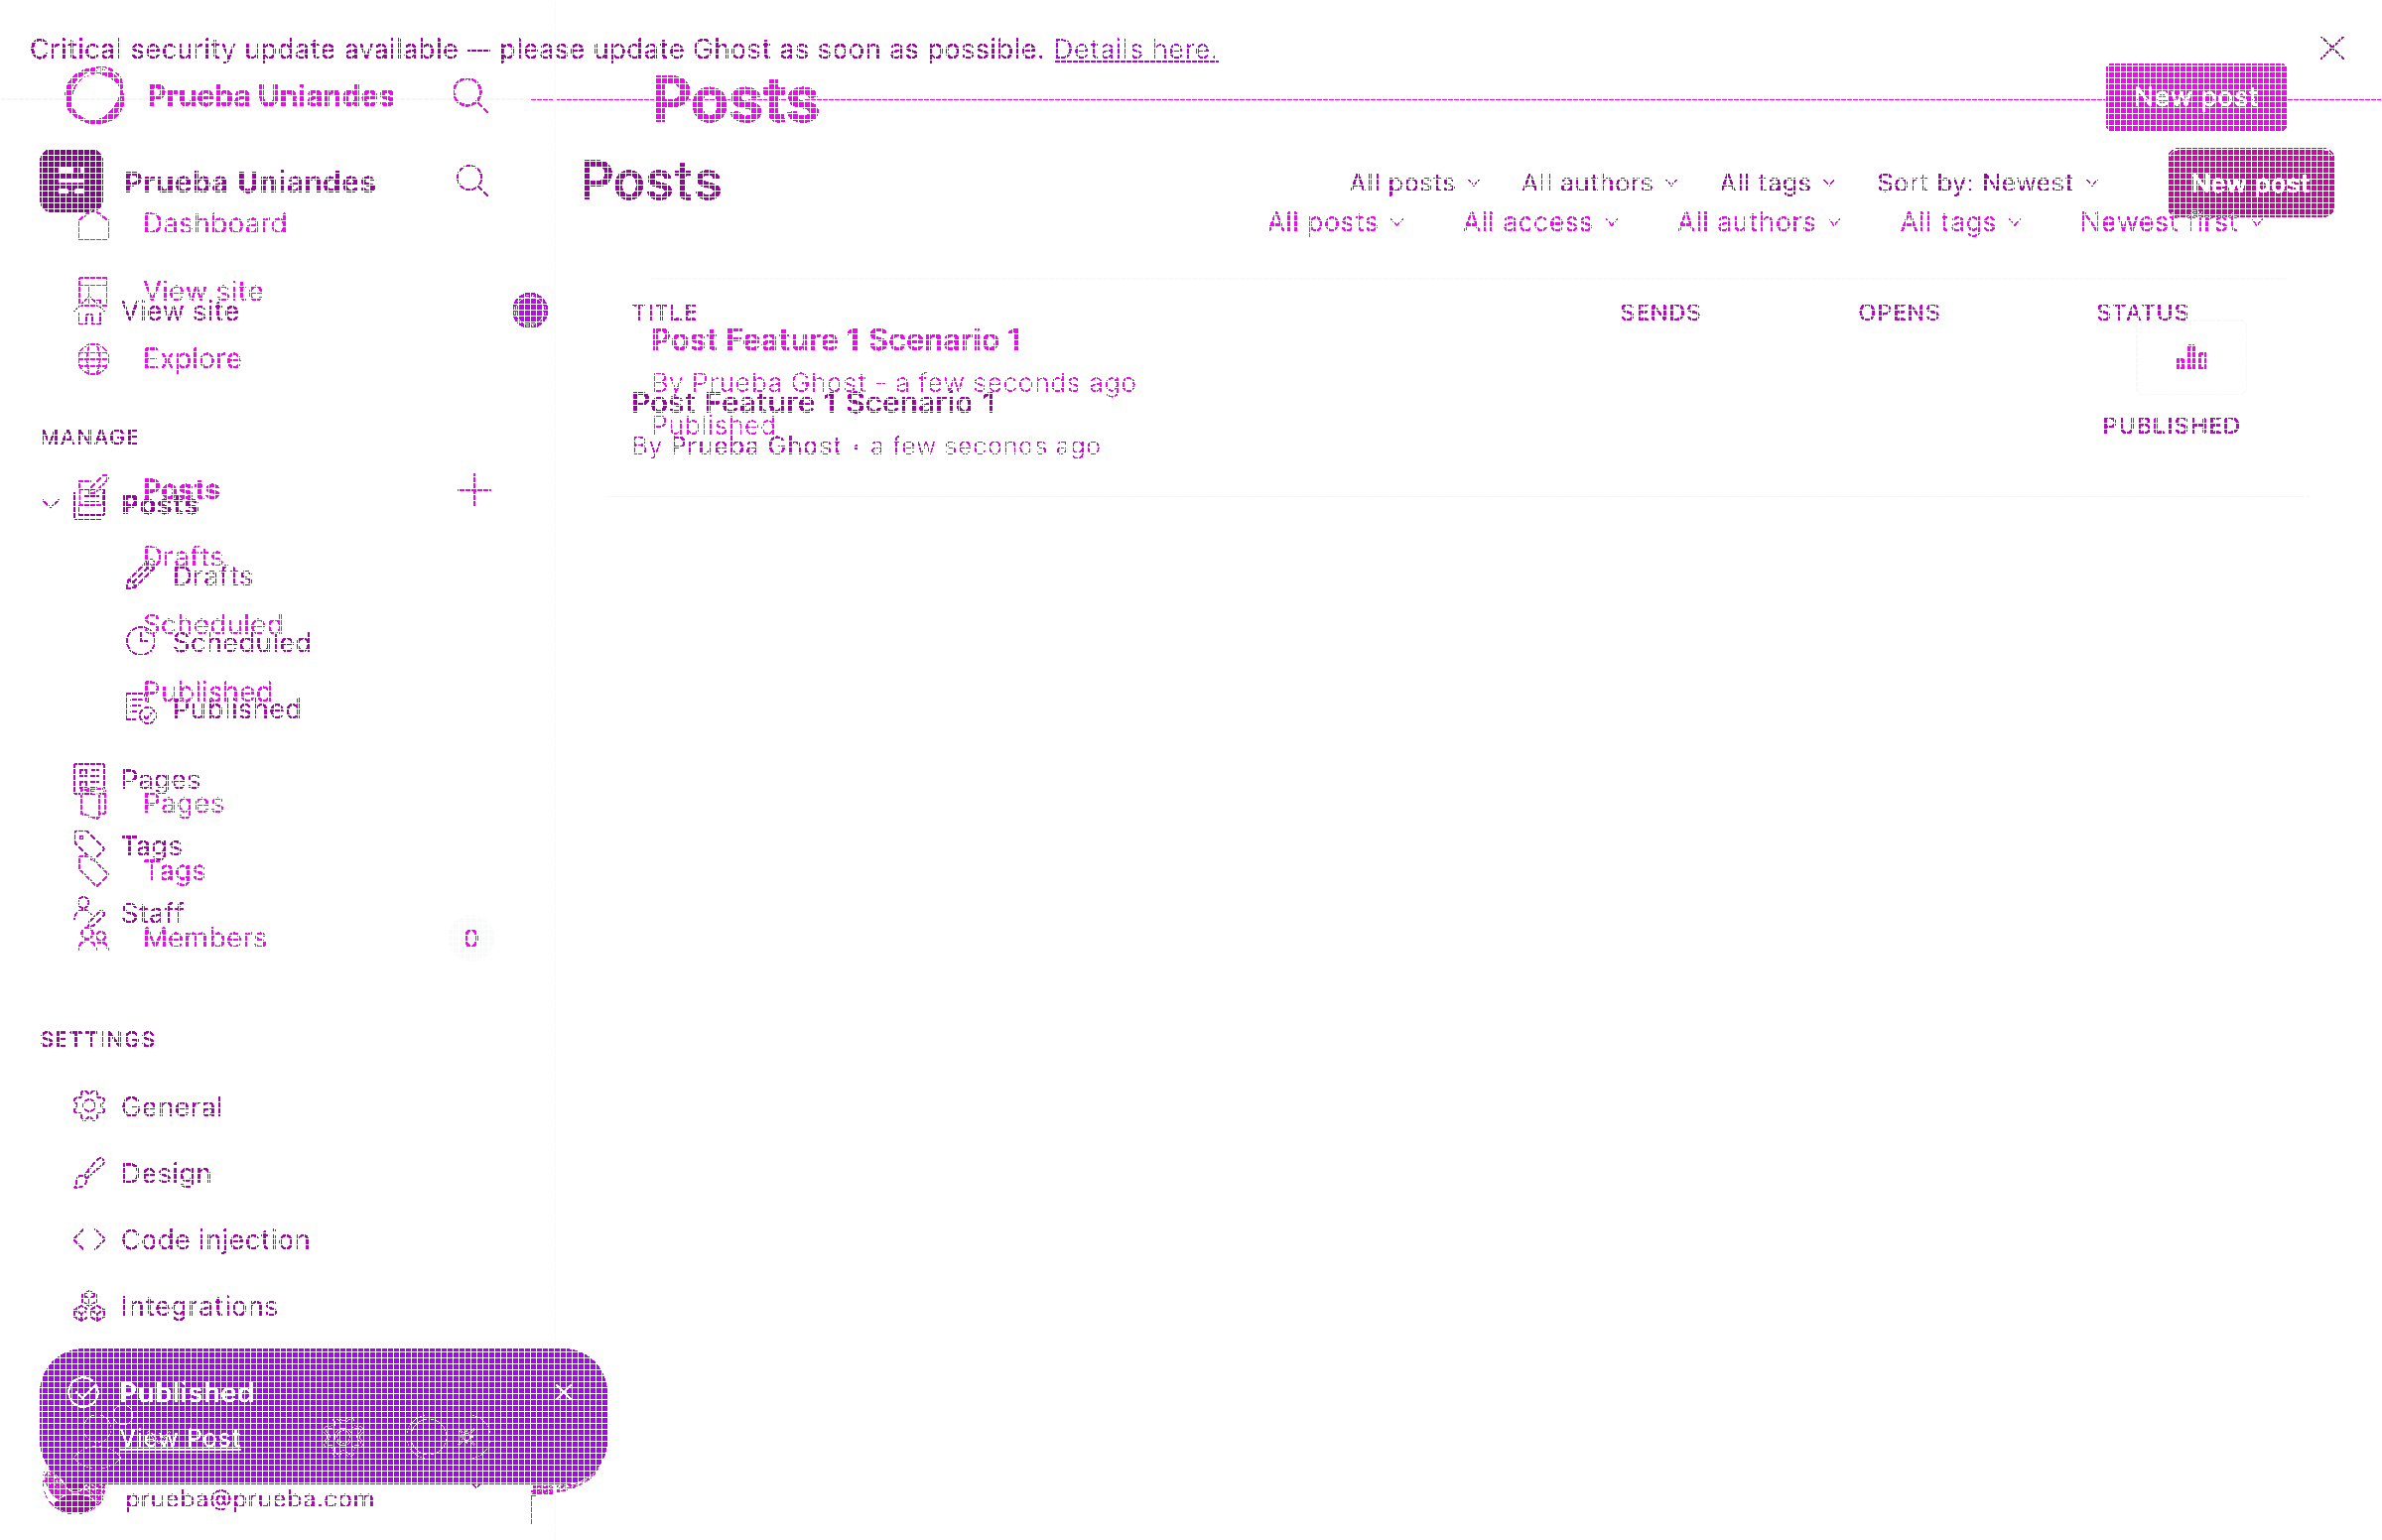 Critical security update available — please update Ghost as soon as possible. Details here.
Prueba Uniandes
Posts
New post
Prueba Uniandes
Posts
All posts
All authors
All tags
Sort by: Newest
New post
Dashboard
All posts
All access
All authors
All tags
Newest first
View site
View site
TITLE
SENDS
OPENS
STATUS
Post Feature 1 Scenario 1
Explore
By Prueba Ghost - a few seconds ago
Post Feature 1 Scenario 1
Published
PUBLISHED
MANAGE
By Prueba Ghost • a few seconds ago
Posts
Posts
Drafts
Drafts
Scheduled
Scheduled
Published
Published
Pages
Pages
Tags
Tags
Staff
Members
0
SETTINGS
General
Design
Code injection
Integrations
Published
View Post
prueba@prueba.com